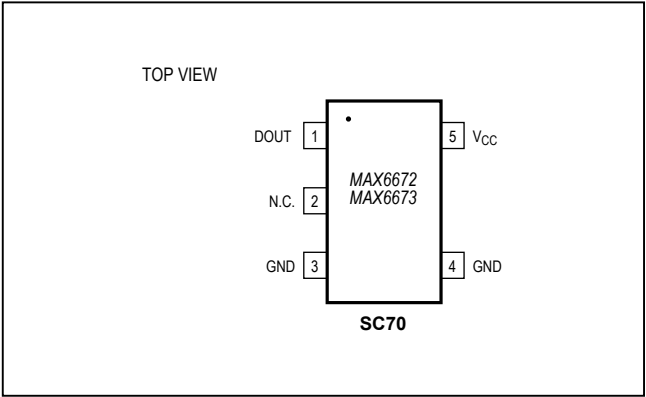 TOP VIEW
DOUT 1 5 VCC
MAX6672
N.C. 2 MAX6673
GND 3 4 GND
SC70